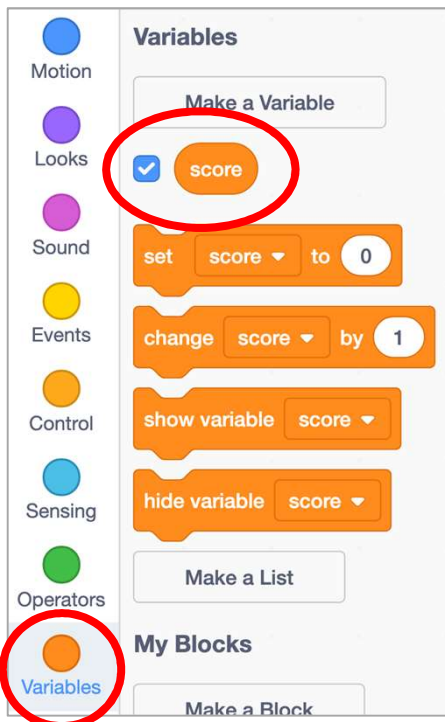 Motion
Looks
Sound
Events
Control
Sensing
Operators
Variables
Variables
Make a Variable
score
set score to 0
change score by 1
show variable score
hide variable score
Make a List
My Blocks
Make a Block